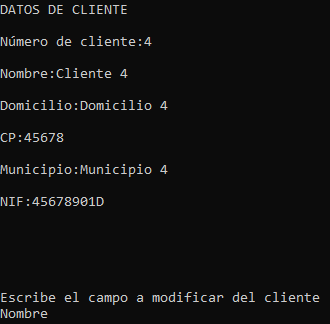 DATOS DE CLIENTE
Número de cliente:4
Nombre:Cliente 4
Domicilio:Domicilio 4
CP:45678
Municipio:Municipio 4
NIF:45678901D
Escribe el campo a modificar del cliente
Nombre